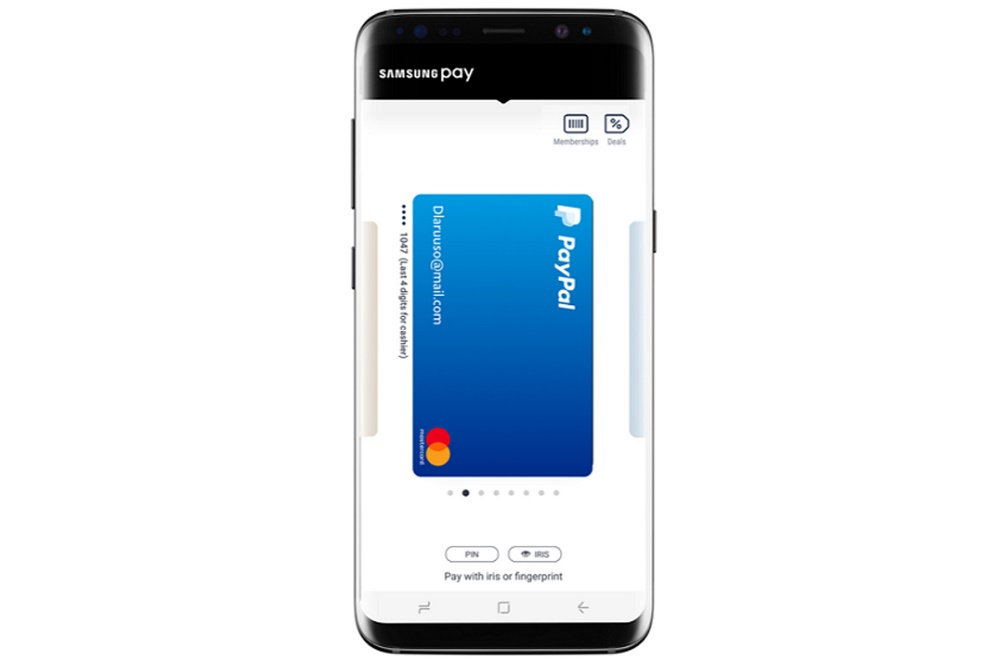 SAMSUNG pay
Memberships
Deals
PayPal
Dlaruuso@mail.com
•••• 1047 (Last 4 digits for cashier)
mastercard
PIN
IRIS
Pay with iris or fingerprint